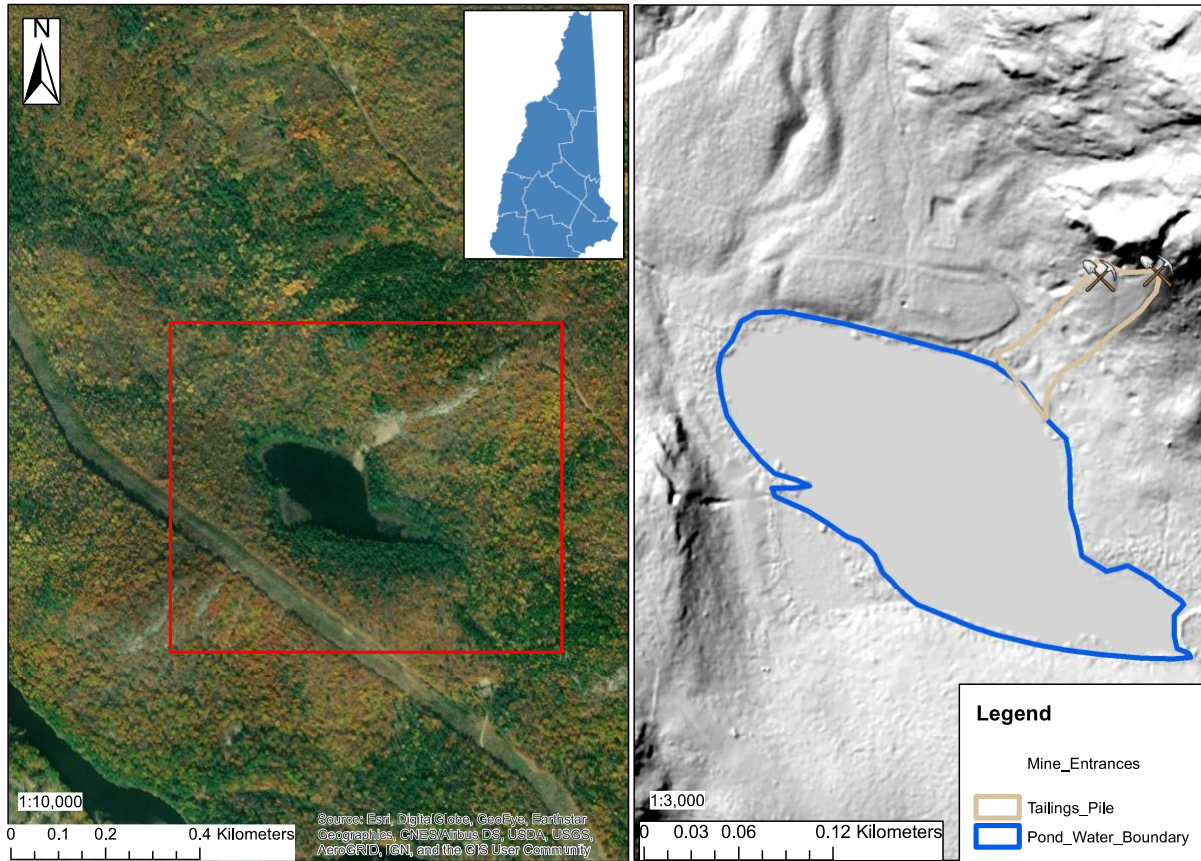 N
1:10,000
0 0.1 0.2 0.4 Kilometers
Source: Esri, DigitalGlobe, GeoEye, Earthstar
Geographics, CNES/Airbus DS, USDA, USGS,
AeroGRID, IGN, and the GIS User Community
1:3,000
0 0.03 0.06 0.12 Kilometers
Legend
Mine_Entrances
Tailings_Pile
Pond_Water_Boundary